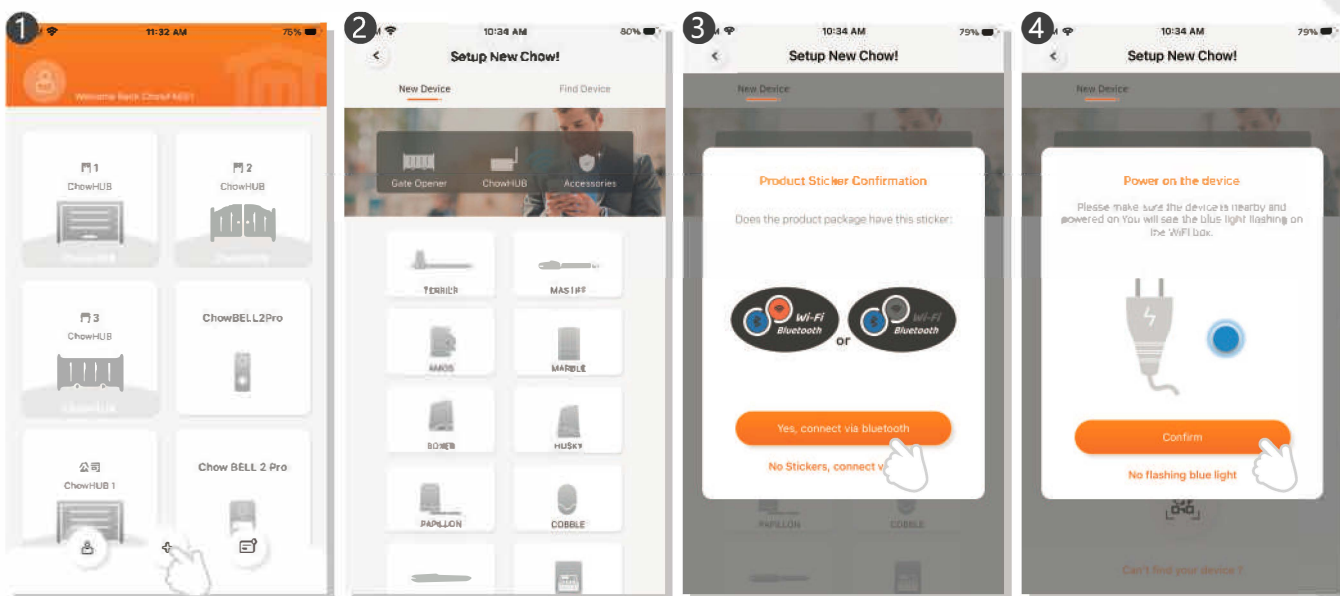 1
11:32 AM
75%
門 1
ChowHUB
門 2
ChowHUB
門 3
ChowHUB
ChowBELL2Pro
公司
ChowHUB 1
Chow BELL 2 Pro
2
10:34 AM
80%
Setup New Chow!
New Device
Find Device
Gate Opener
ChowHUB
Accessories
TERRIER
MASTIFF
AMOS
MARBLE
BOXER
HUSKY
PAPILLON
COBBLE
3
10:34 AM
79%
Setup New Chow!
New Device
Product Sticker Confirmation
Does the product package have this sticker:
Wi-Fi
Bluetooth
or
Wi-Fi
Bluetooth
Yes, connect via bluetooth
No Stickers, connect v
PAPILLON
COBBLE
4
10:34 AM
79%
Setup New Chow!
New Device
Power on the device
Please make sure the device is nearby and
powered on You will see the blue light flashing on
the WiFi box.
Confirm
No flashing blue light
Can't find your device ?